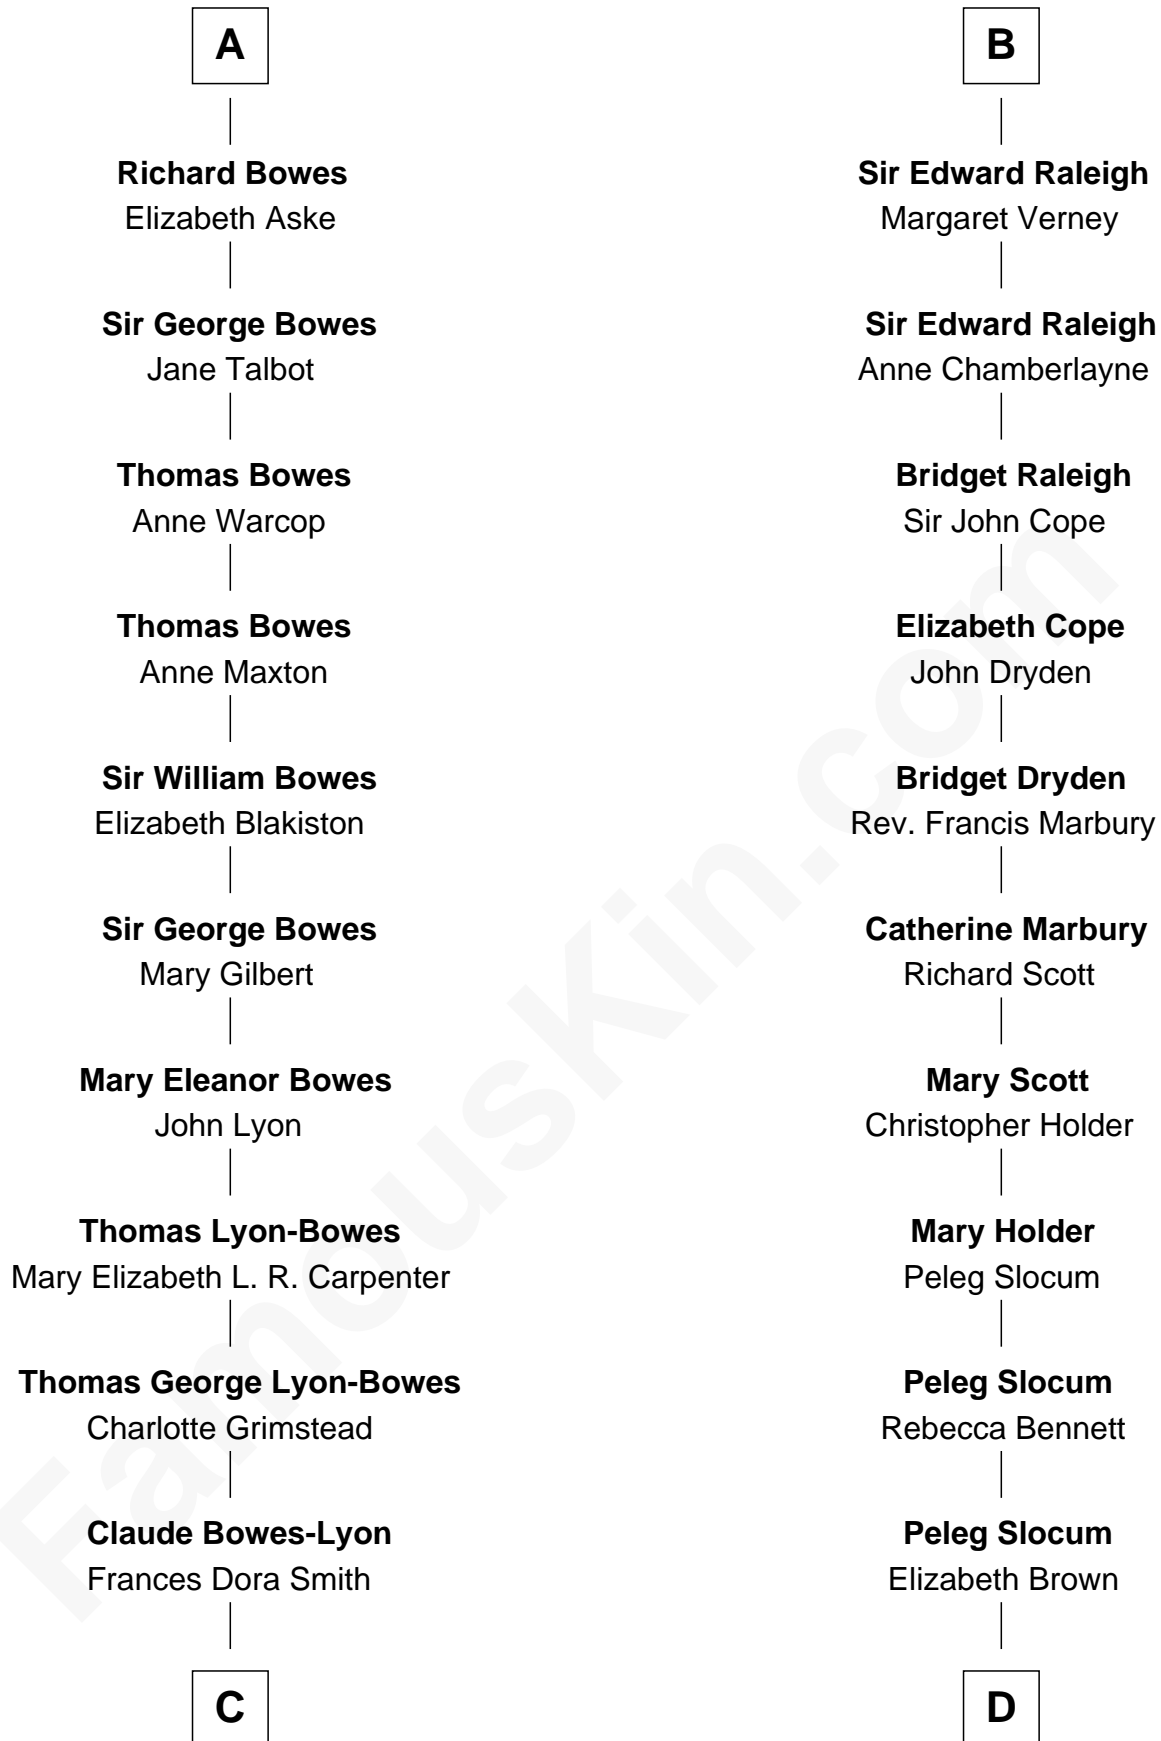 A
Richard Bowes
Elizabeth Aske
Sir George Bowes
Jane Talbot
Thomas Bowes
Anne Warcop
Thomas Bowes
Anne Maxton
Sir William Bowes
Elizabeth Blakiston
Sir George Bowes
Mary Gilbert
Mary Eleanor Bowes
John Lyon
Thomas Lyon-Bowes
Mary Elizabeth L. R. Carpenter
Thomas George Lyon-Bowes
Charlotte Grimstead
Claude Bowes-Lyon
Frances Dora Smith
C
B
Sir Edward Raleigh
Margaret Verney
Sir Edward Raleigh
Anne Chamberlayne
Bridget Raleigh
Sir John Cope
Elizabeth Cope
John Dryden
Bridget Dryden
Rev. Francis Marbury
Catherine Marbury
Richard Scott
Mary Scott
Christopher Holder
Mary Holder
Peleg Slocum
Peleg Slocum
Rebecca Bennett
Peleg Slocum
Elizabeth Brown
D
FamousKin.com